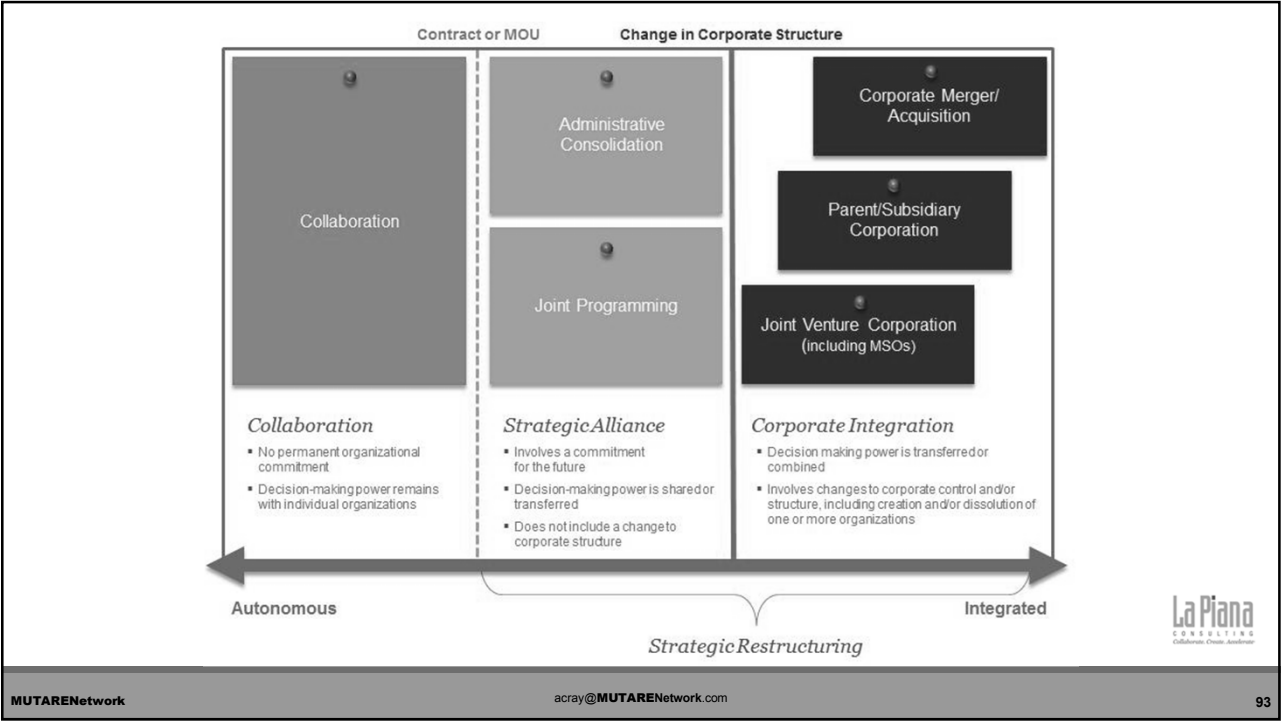 Contract or MOU
Change in Corporate Structure
Collaboration
Administrative
Consolidation
Joint Programming
Corporate Merger/
Acquisition
Parent/Subsidiary
Corporation
Joint Venture Corporation
(including MSOs)
Collaboration
▪ No permanent organizational
commitment
▪ Decision-making power remains
with individual organizations
Strategic Alliance
▪ Involves a commitment
for the future
▪ Decision-making power is shared or
transferred
▪ Does not include a change to
corporate structure
Corporate Integration
▪ Decision making power is transferred or
combined
▪ Involves changes to corporate control and/or
structure, including creation and/or dissolution of
one or more organizations
Autonomous
Integrated
Strategic Restructuring
La Piana
CONSULTING
Collaborate. Create. Accelerate
MUTARENetwork
acray@MUTARENetwork.com
93